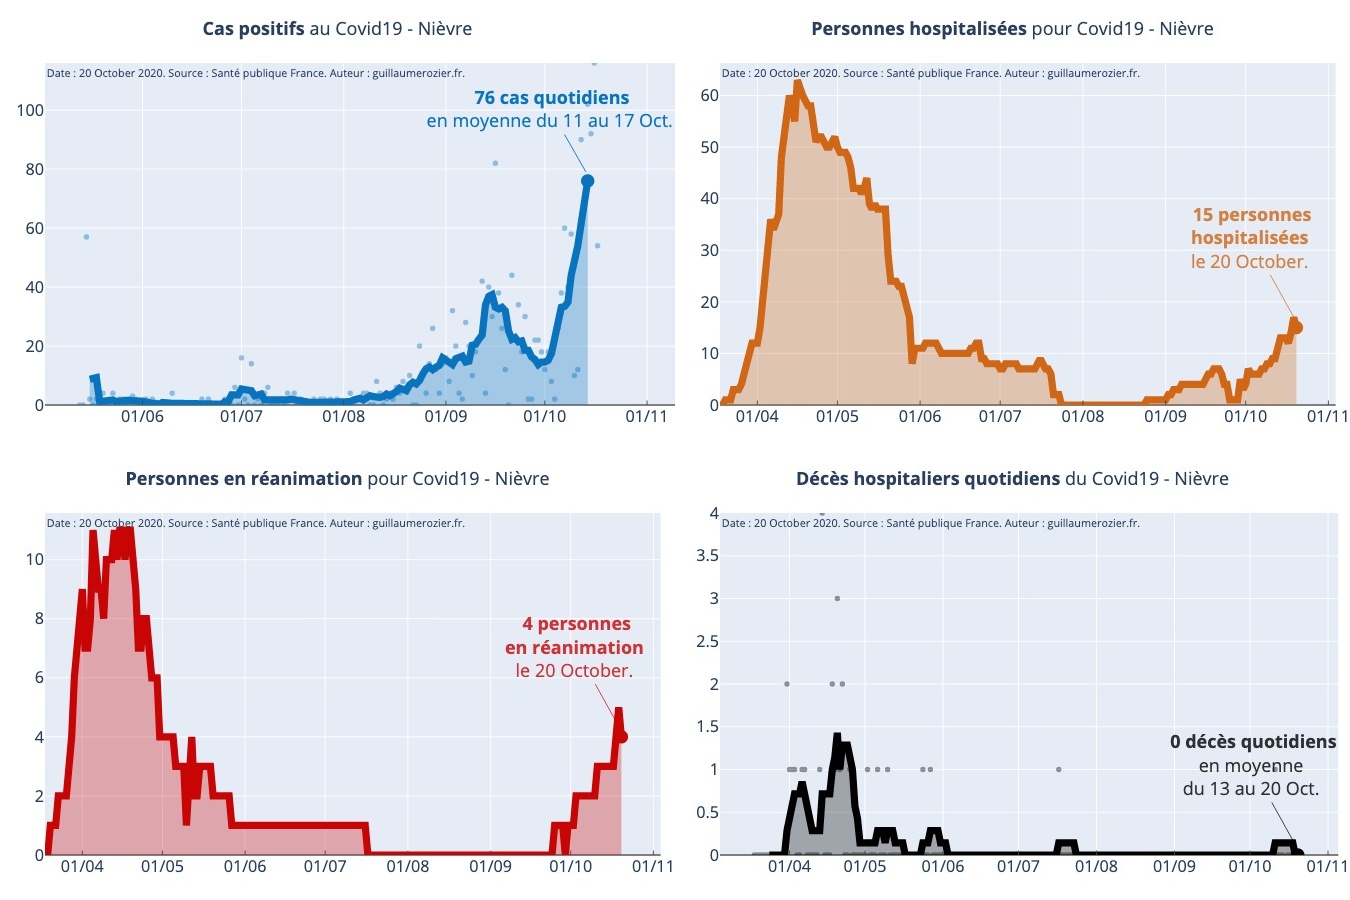 Cas positifs au Covid19 - Nièvre
Date : 20 October 2020. Source : Santé publique France. Auteur : guillaumerozier.fr.
76 cas quotidiens
en moyenne du 11 au 17 Oct.
100
80
60
40
20
0
01/06 01/07 01/08 01/09 01/10 01/11
Personnes hospitalisées pour Covid19 - Nièvre
Date : 20 October 2020. Source : Santé publique France. Auteur : guillaumerozier.fr.
60
50
40
15 personnes
hospitalisées
le 20 October.
30
20
10
0
01/04 01/05 01/06 01/07 01/08 01/09 01/10 01/11
Personnes en réanimation pour Covid19 - Nièvre
Date : 20 October 2020. Source : Santé publique France. Auteur : guillaumerozier.fr.
10
8
4 personnes
en réanimation
le 20 October.
6
4
2
0
01/04 01/05 01/06 01/07 01/08 01/09 01/10 01/11
Décès hospitaliers quotidiens du Covid19 - Nièvre
4
Date : 20 October 2020. Source : Santé publique France. Auteur : guillaumerozier.fr.
3.5
3
2.5
2
1.5
0 décès quotidiens
en moyenne
du 13 au 20 Oct.
1
0.5
0
01/04 01/05 01/06 01/07 01/08 01/09 01/10 01/11